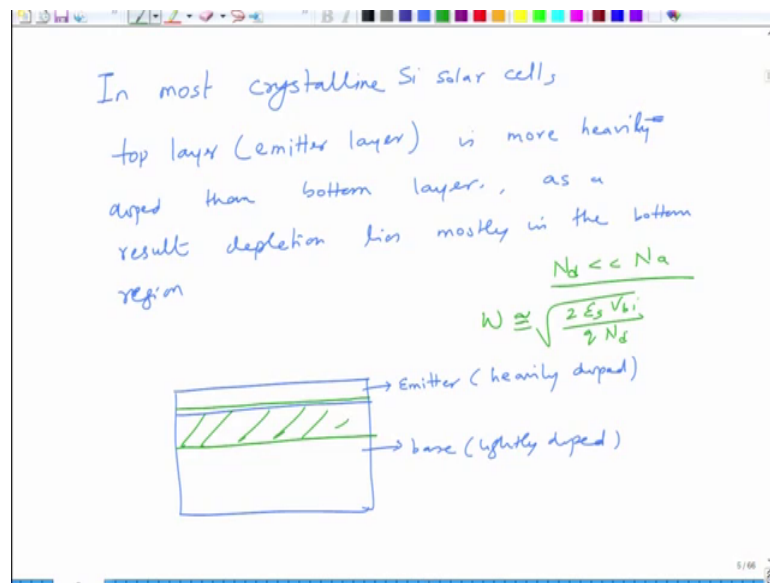 In most crystalline Si solar cells
top layer (emitter layer) is more heavily
doped than bottom layer., as a
result depletion lies mostly in the bottom
region
Nd << Na
W ≅ √(2 εs Vbi / q Nd)
Emitter (heavily doped)
base (lightly doped)
5/66